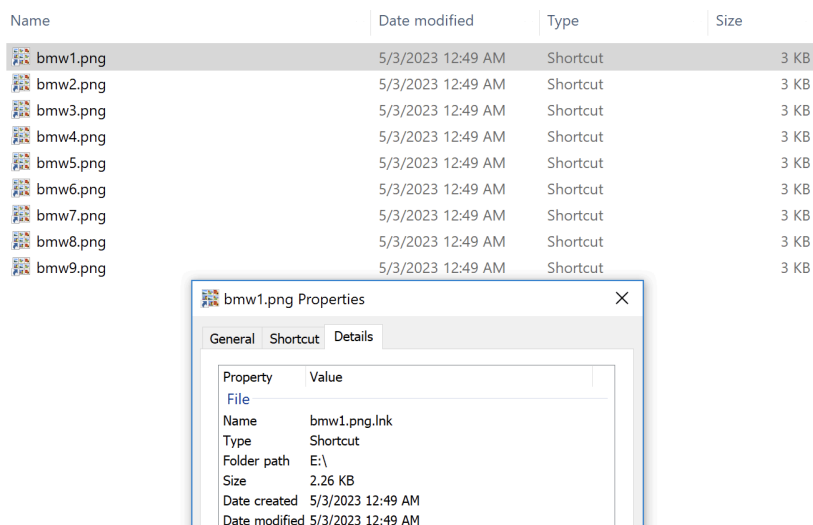 Name Date modified Type Size
bmw1.png 5/3/2023 12:49 AM Shortcut 3 KB
bmw2.png 5/3/2023 12:49 AM Shortcut 3 KB
bmw3.png 5/3/2023 12:49 AM Shortcut 3 KB
bmw4.png 5/3/2023 12:49 AM Shortcut 3 KB
bmw5.png 5/3/2023 12:49 AM Shortcut 3 KB
bmw6.png 5/3/2023 12:49 AM Shortcut 3 KB
bmw7.png 5/3/2023 12:49 AM Shortcut 3 KB
bmw8.png 5/3/2023 12:49 AM Shortcut 3 KB
bmw9.png 5/3/2023 12:49 AM Shortcut 3 KB
bmw1.png Properties
General Shortcut Details
Property Value
File
Name bmw1.png.lnk
Type Shortcut
Folder path E:\
Size 2.26 KB
Date created 5/3/2023 12:49 AM
Date modified 5/3/2023 12:49 AM